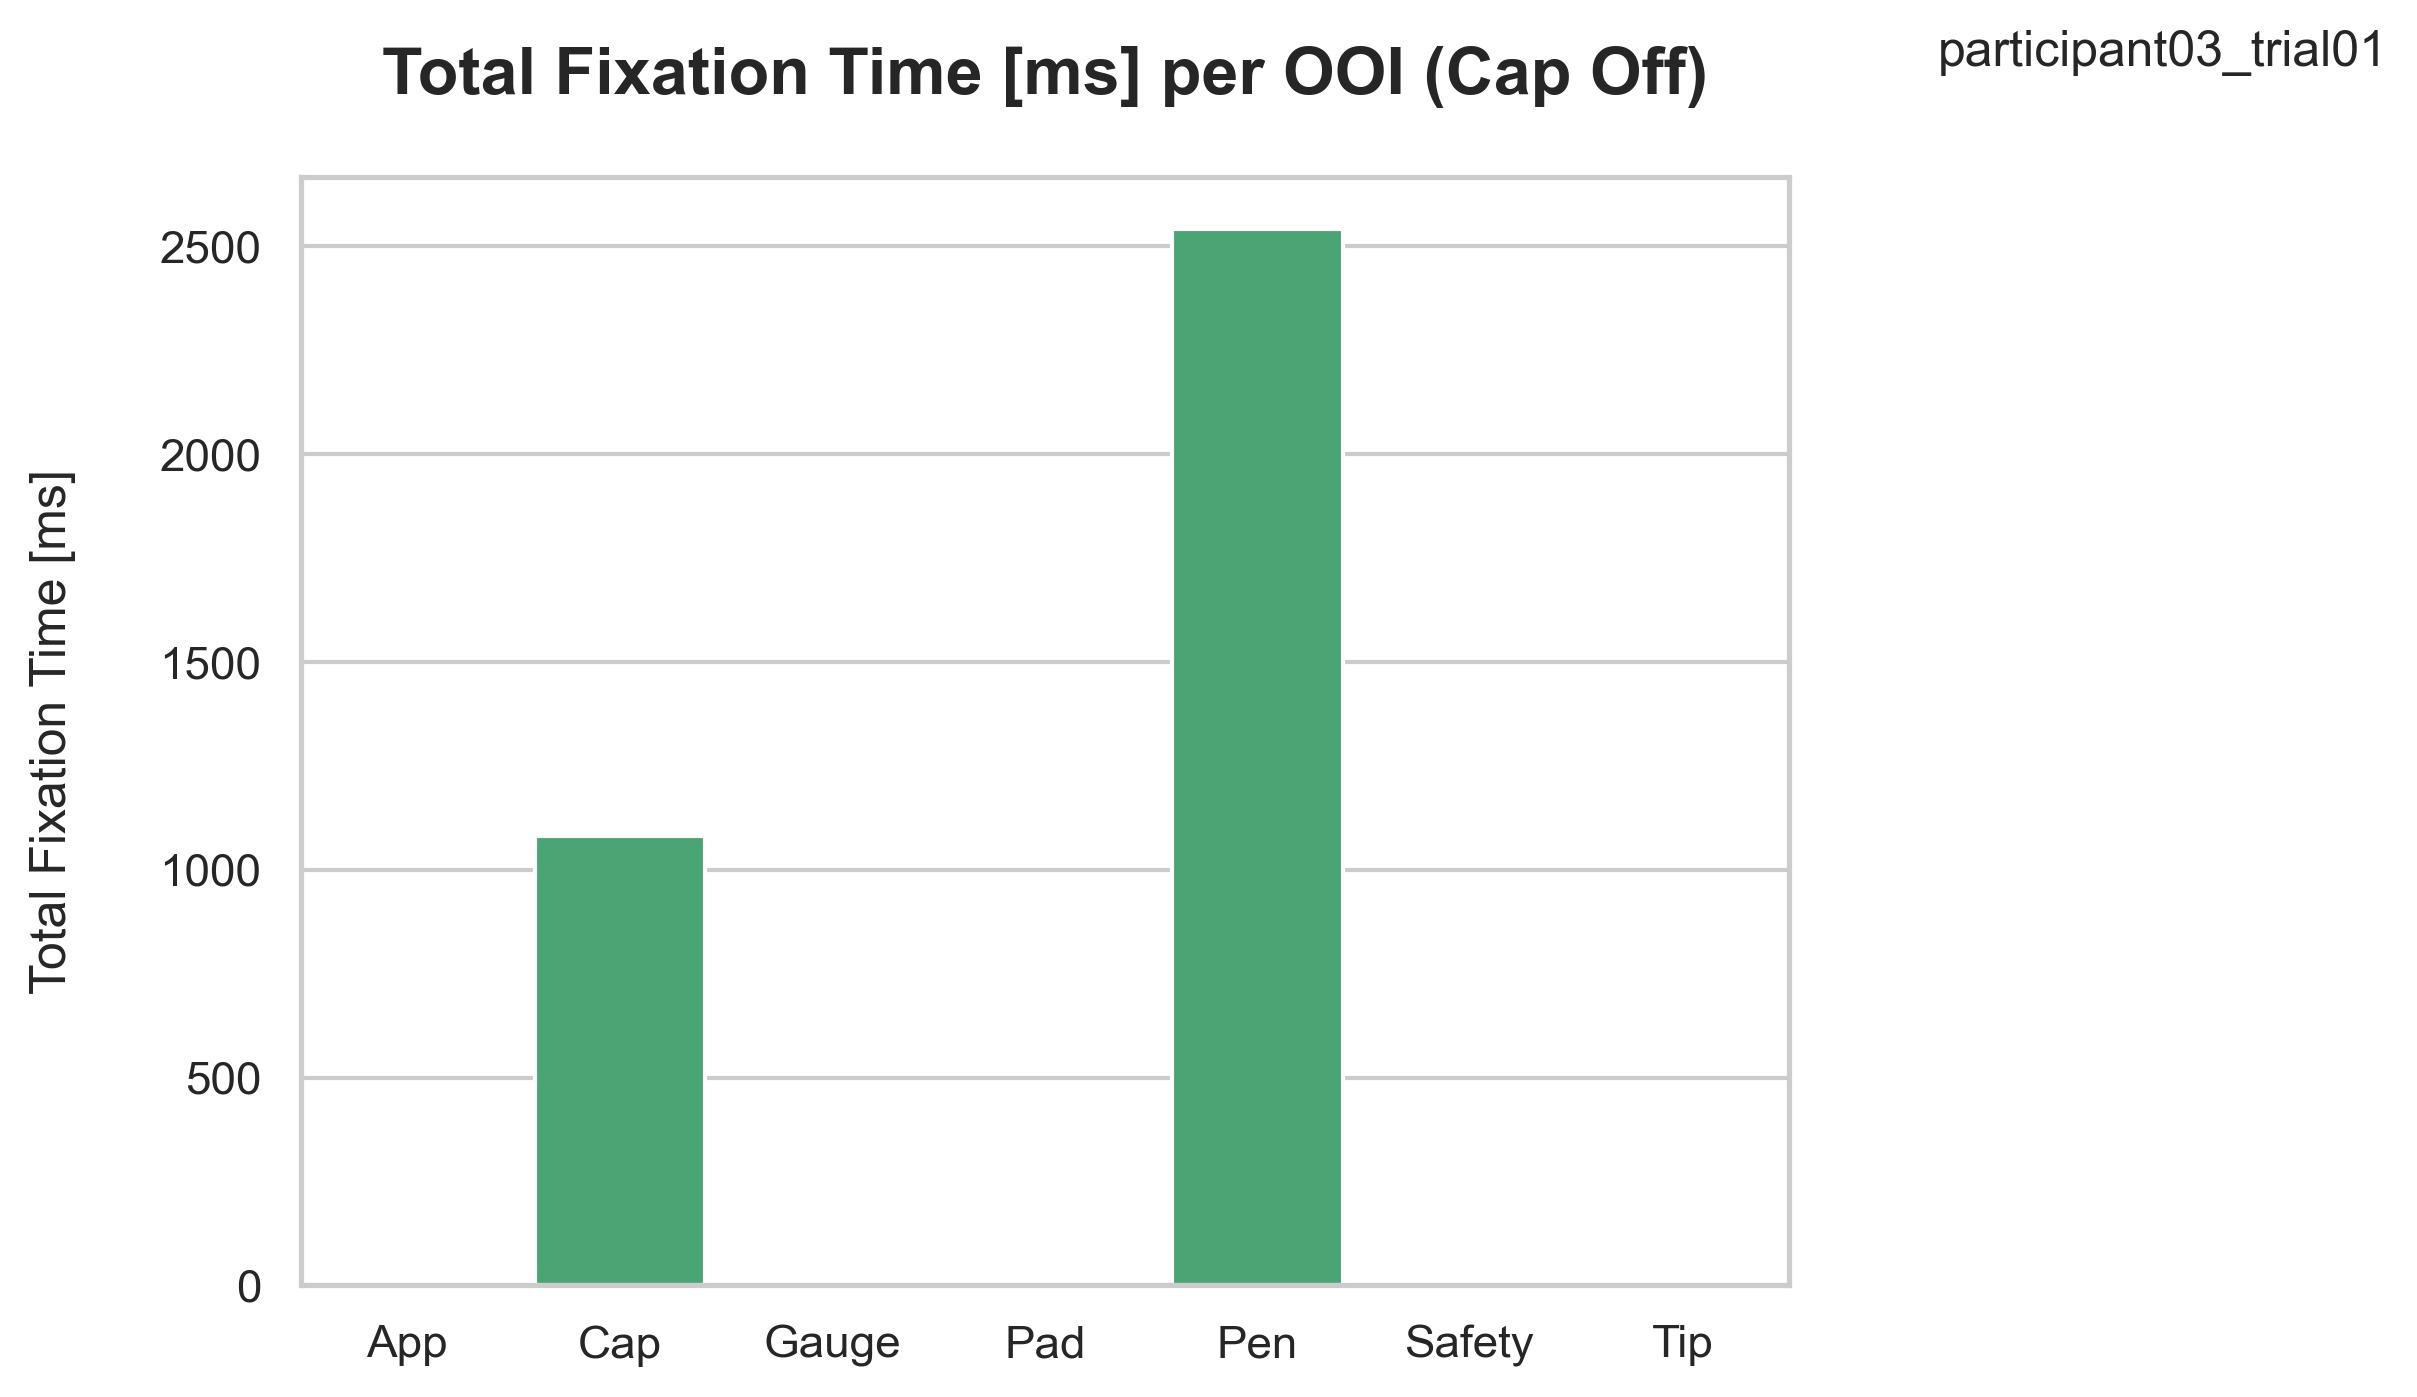 Total Fixation Time [ms] per OOI (Cap Off)
participant03_trial01
Total Fixation Time [ms]
2500
2000
1500
1000
500
0
App Cap Gauge Pad Pen Safety Tip